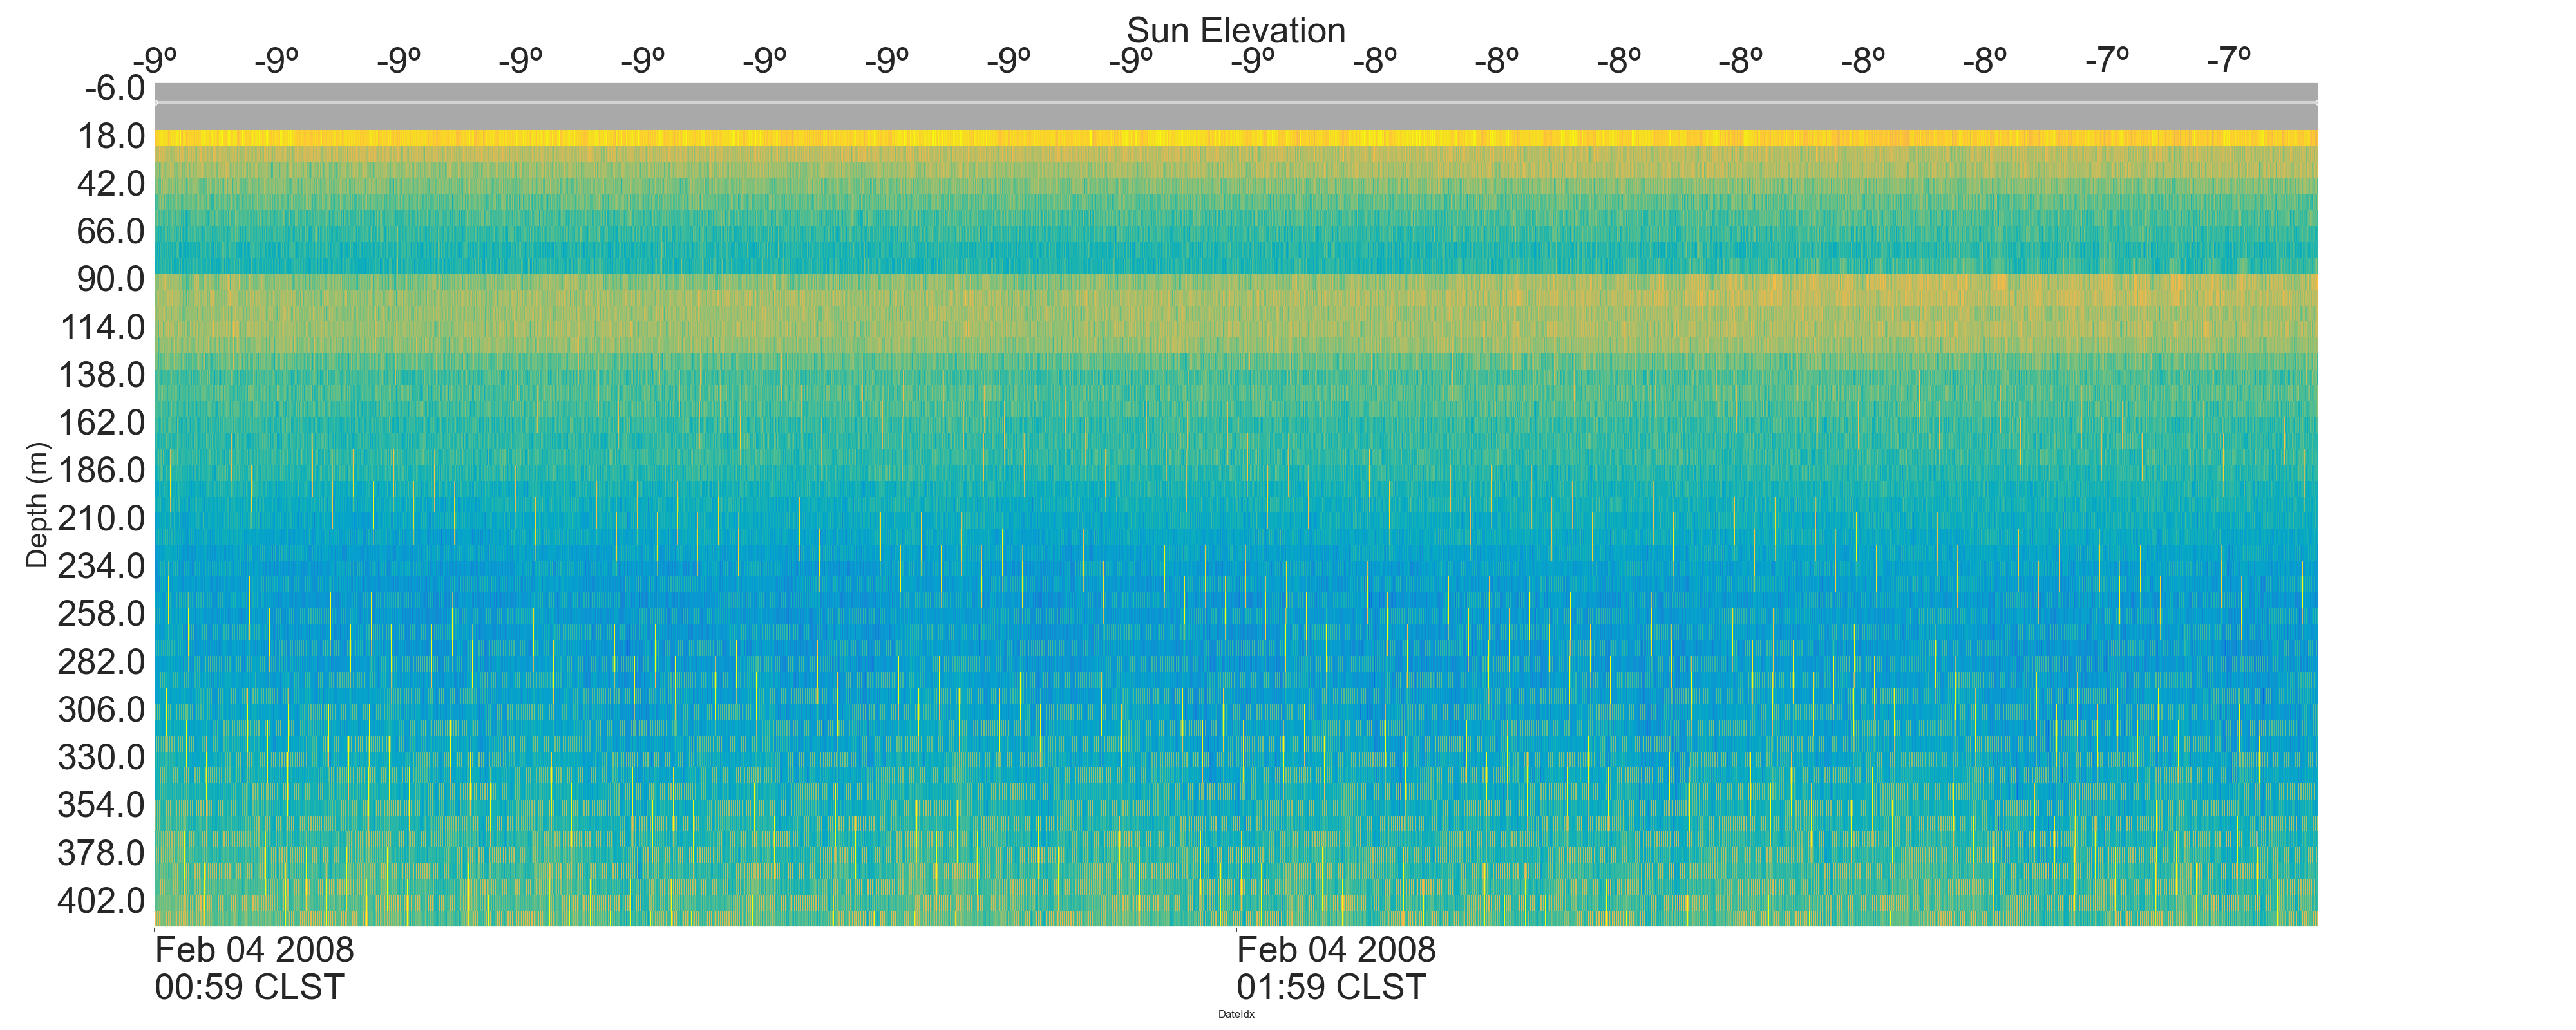 Sun Elevation
-9º -9º -9º -9º -9º -9º -9º -9º -9º -9º -8º -8º -8º -8º -8º -8º -7º -7º
-6.0
18.0
42.0
66.0
90.0
114.0
138.0
162.0
186.0
210.0
234.0
258.0
282.0
306.0
330.0
354.0
378.0
402.0
Depth (m)
Feb 04 2008
00:59 CLST
Feb 04 2008
01:59 CLST
DateIdx